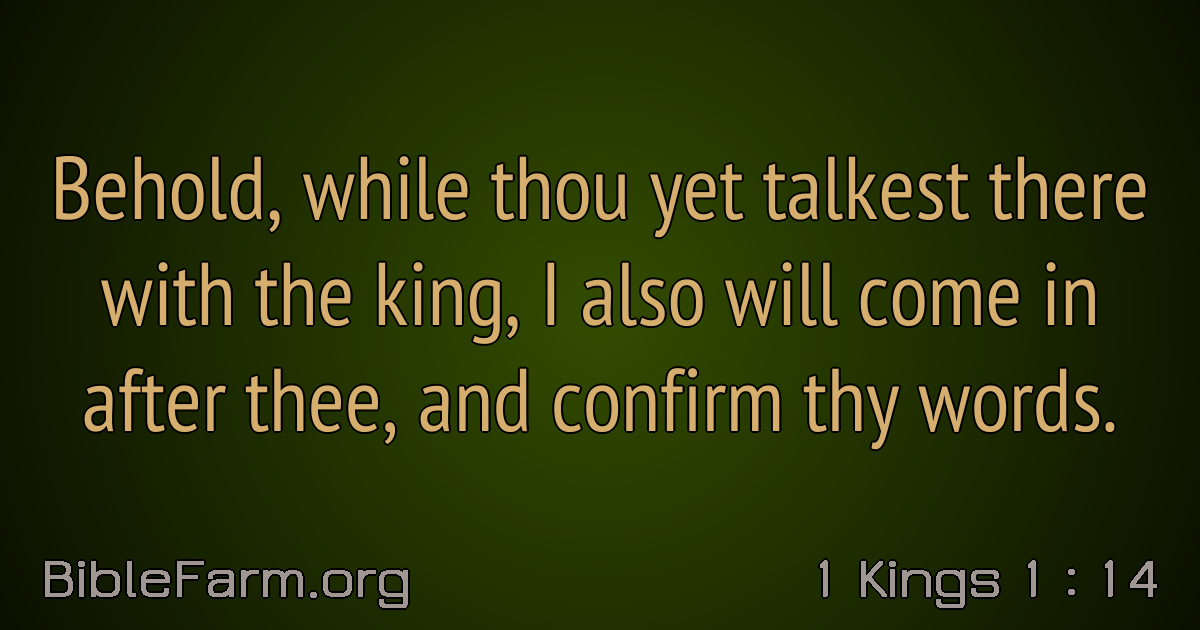 Behold, while thou yet talkest there
with the king, I also will come in
after thee, and confirm thy words.
BibleFarm.org
1 Kings 1 : 14